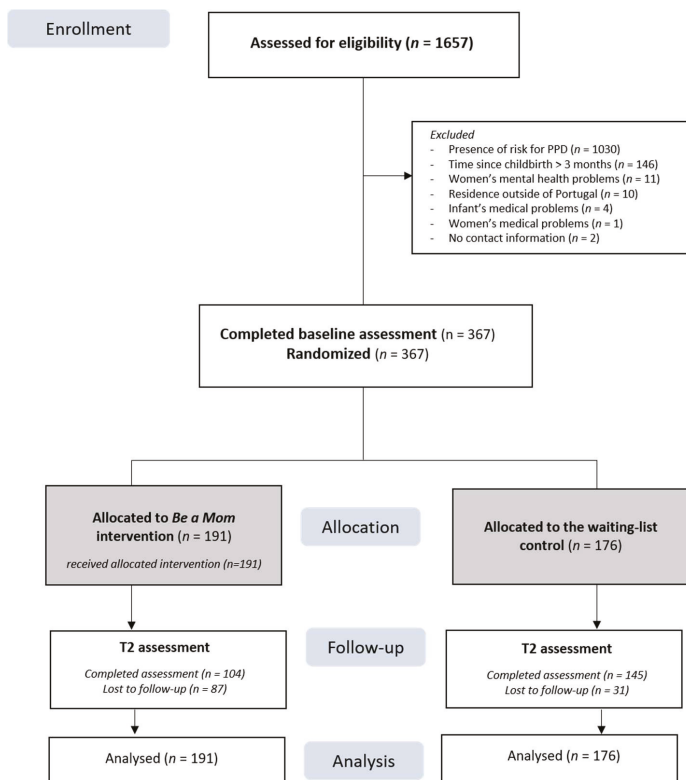 Enrollment
Assessed for eligibility (n = 1657)
Excluded
- Presence of risk for PPD (n = 1030)
- Time since childbirth > 3 months (n = 146)
- Women's mental health problems (n = 11)
- Residence outside of Portugal (n = 10)
- Infant's medical problems (n = 4)
- Women's medical problems (n = 1)
- No contact information (n = 2)
Completed baseline assessment (n = 367)
Randomized (n = 367)
Allocated to Be a Mom
intervention (n = 191)
received allocated intervention (n=191)
Allocation
Allocated to the waiting-list
control (n = 176)
T2 assessment
Completed assessment (n = 104)
Lost to follow-up (n = 87)
Follow-up
T2 assessment
Completed assessment (n = 145)
Lost to follow-up (n = 31)
Analysed (n = 191)
Analysis
Analysed (n = 176)